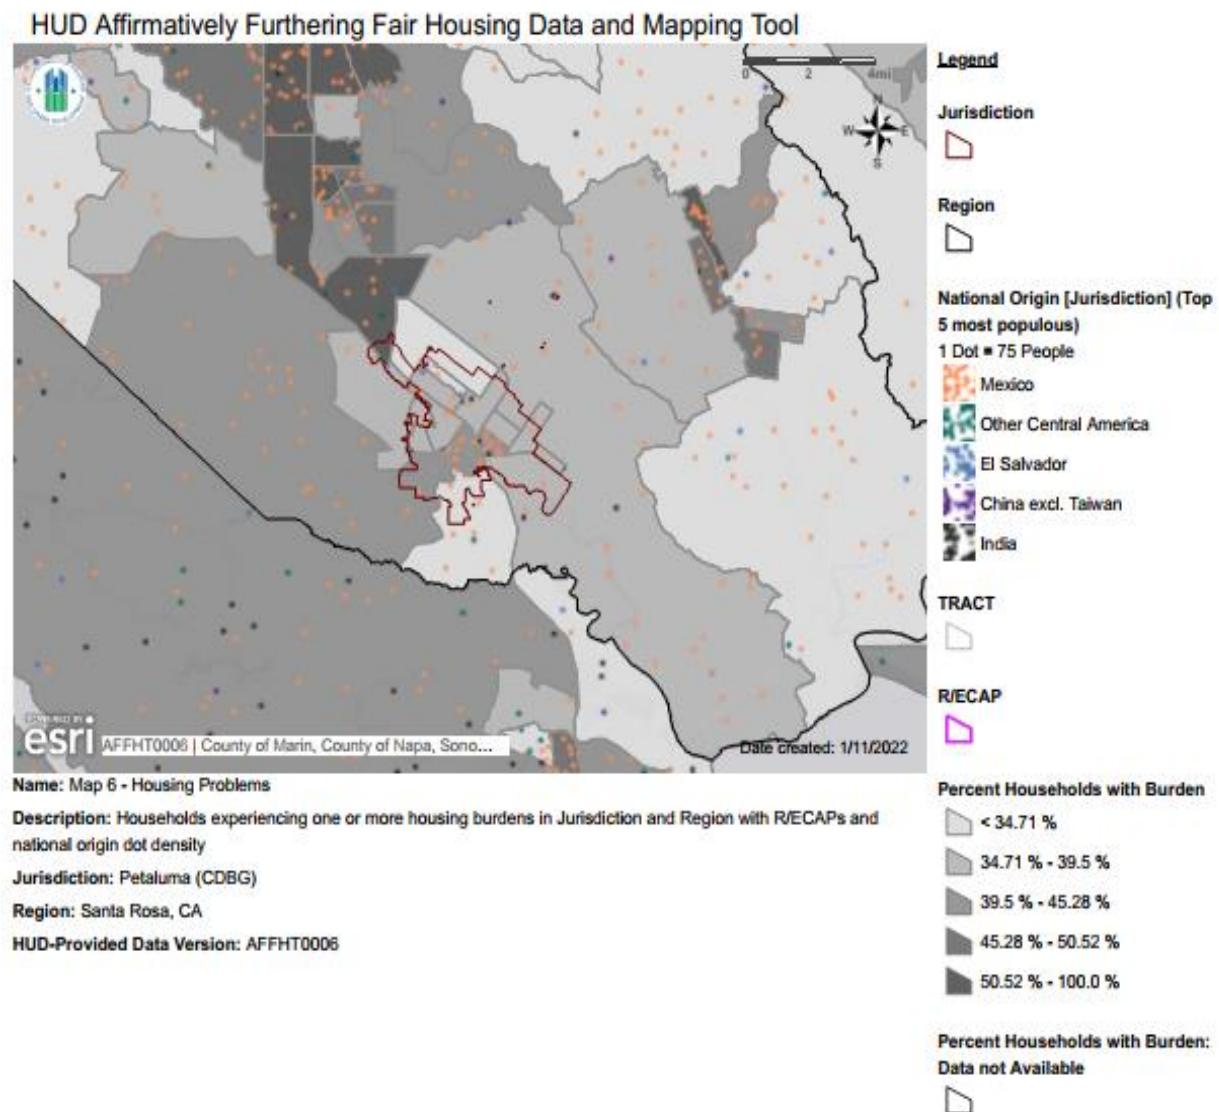 HUD Affirmatively Furthering Fair Housing Data and Mapping Tool
0 2 4mi
N
W E
S
esri
AFFHT0006 | County of Marin, County of Napa, Sono...
Date created: 1/11/2022
Name: Map 6 - Housing Problems
Description: Households experiencing one or more housing burdens in Jurisdiction and Region with R/ECAPs and
national origin dot density
Jurisdiction: Petaluma (CDBG)
Region: Santa Rosa, CA
HUD-Provided Data Version: AFFHT0006
Legend
Jurisdiction
Region
National Origin [Jurisdiction] (Top
5 most populous)
1 Dot = 75 People
Mexico
Other Central America
El Salvador
China excl. Taiwan
India
TRACT
R/ECAP
Percent Households with Burden
< 34.71 %
34.71 % - 39.5 %
39.5 % - 45.28 %
45.28 % - 50.52 %
50.52 % - 100.0 %
Percent Households with Burden:
Data not Available